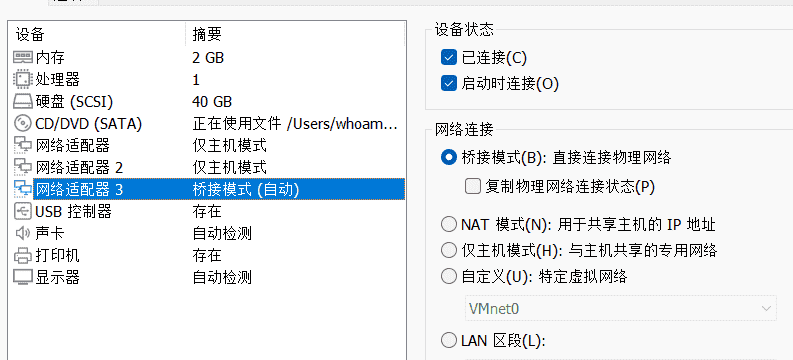 设备 摘要
内存 2 GB
处理器 1
硬盘 (SCSI) 40 GB
CD/DVD (SATA) 正在使用文件 /Users/whoam...
网络适配器 仅主机模式
网络适配器 2 仅主机模式
网络适配器 3 桥接模式 (自动)
USB 控制器 存在
声卡 自动检测
打印机 存在
显示器 自动检测
设备状态
已连接(C)
启动时连接(O)
网络连接
桥接模式(B): 直接连接物理网络
复制物理网络连接状态(P)
NAT 模式(N): 用于共享主机的 IP 地址
仅主机模式(H): 与主机共享的专用网络
自定义(U): 特定虚拟网络
VMnet0
LAN 区段(L):